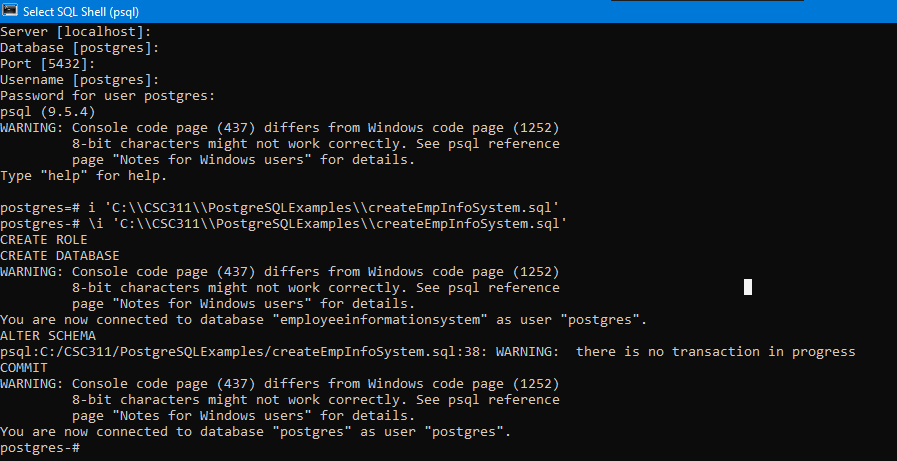 Select SQL Shell (psql)
Server [localhost]:
Database [postgres]:
Port [5432]:
Username [postgres]:
Password for user postgres:
psql (9.5.4)
WARNING: Console code page (437) differs from Windows code page (1252)
         8-bit characters might not work correctly. See psql reference
         page "Notes for Windows users" for details.
Type "help" for help.

postgres=# i 'C:\\CSC311\\PostgreSQLExamples\\createEmpInfoSystem.sql'
postgres-# \i 'C:\\CSC311\\PostgreSQLExamples\\createEmpInfoSystem.sql'
CREATE ROLE
CREATE DATABASE
WARNING: Console code page (437) differs from Windows code page (1252)
         8-bit characters might not work correctly. See psql reference
         page "Notes for Windows users" for details.
You are now connected to database "employeeinformationsystem" as user "postgres".
ALTER SCHEMA
psql:C:/CSC311/PostgreSQLExamples/createEmpInfoSystem.sql:38: WARNING:  there is no transaction in progress
COMMIT
WARNING: Console code page (437) differs from Windows code page (1252)
         8-bit characters might not work correctly. See psql reference
         page "Notes for Windows users" for details.
You are now connected to database "postgres" as user "postgres".
postgres-#